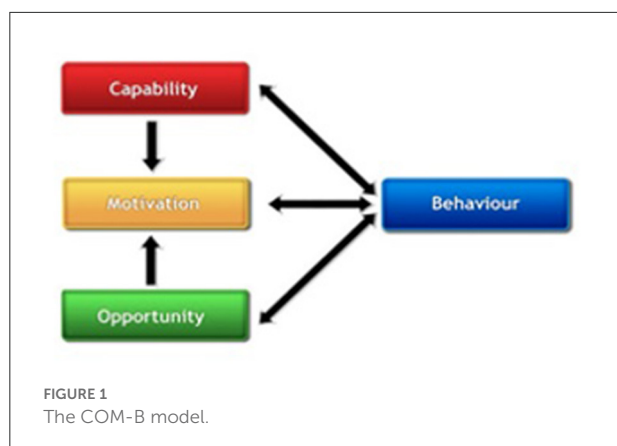 Capability
Motivation
Behaviour
Opportunity
FIGURE 1
The COM-B model.